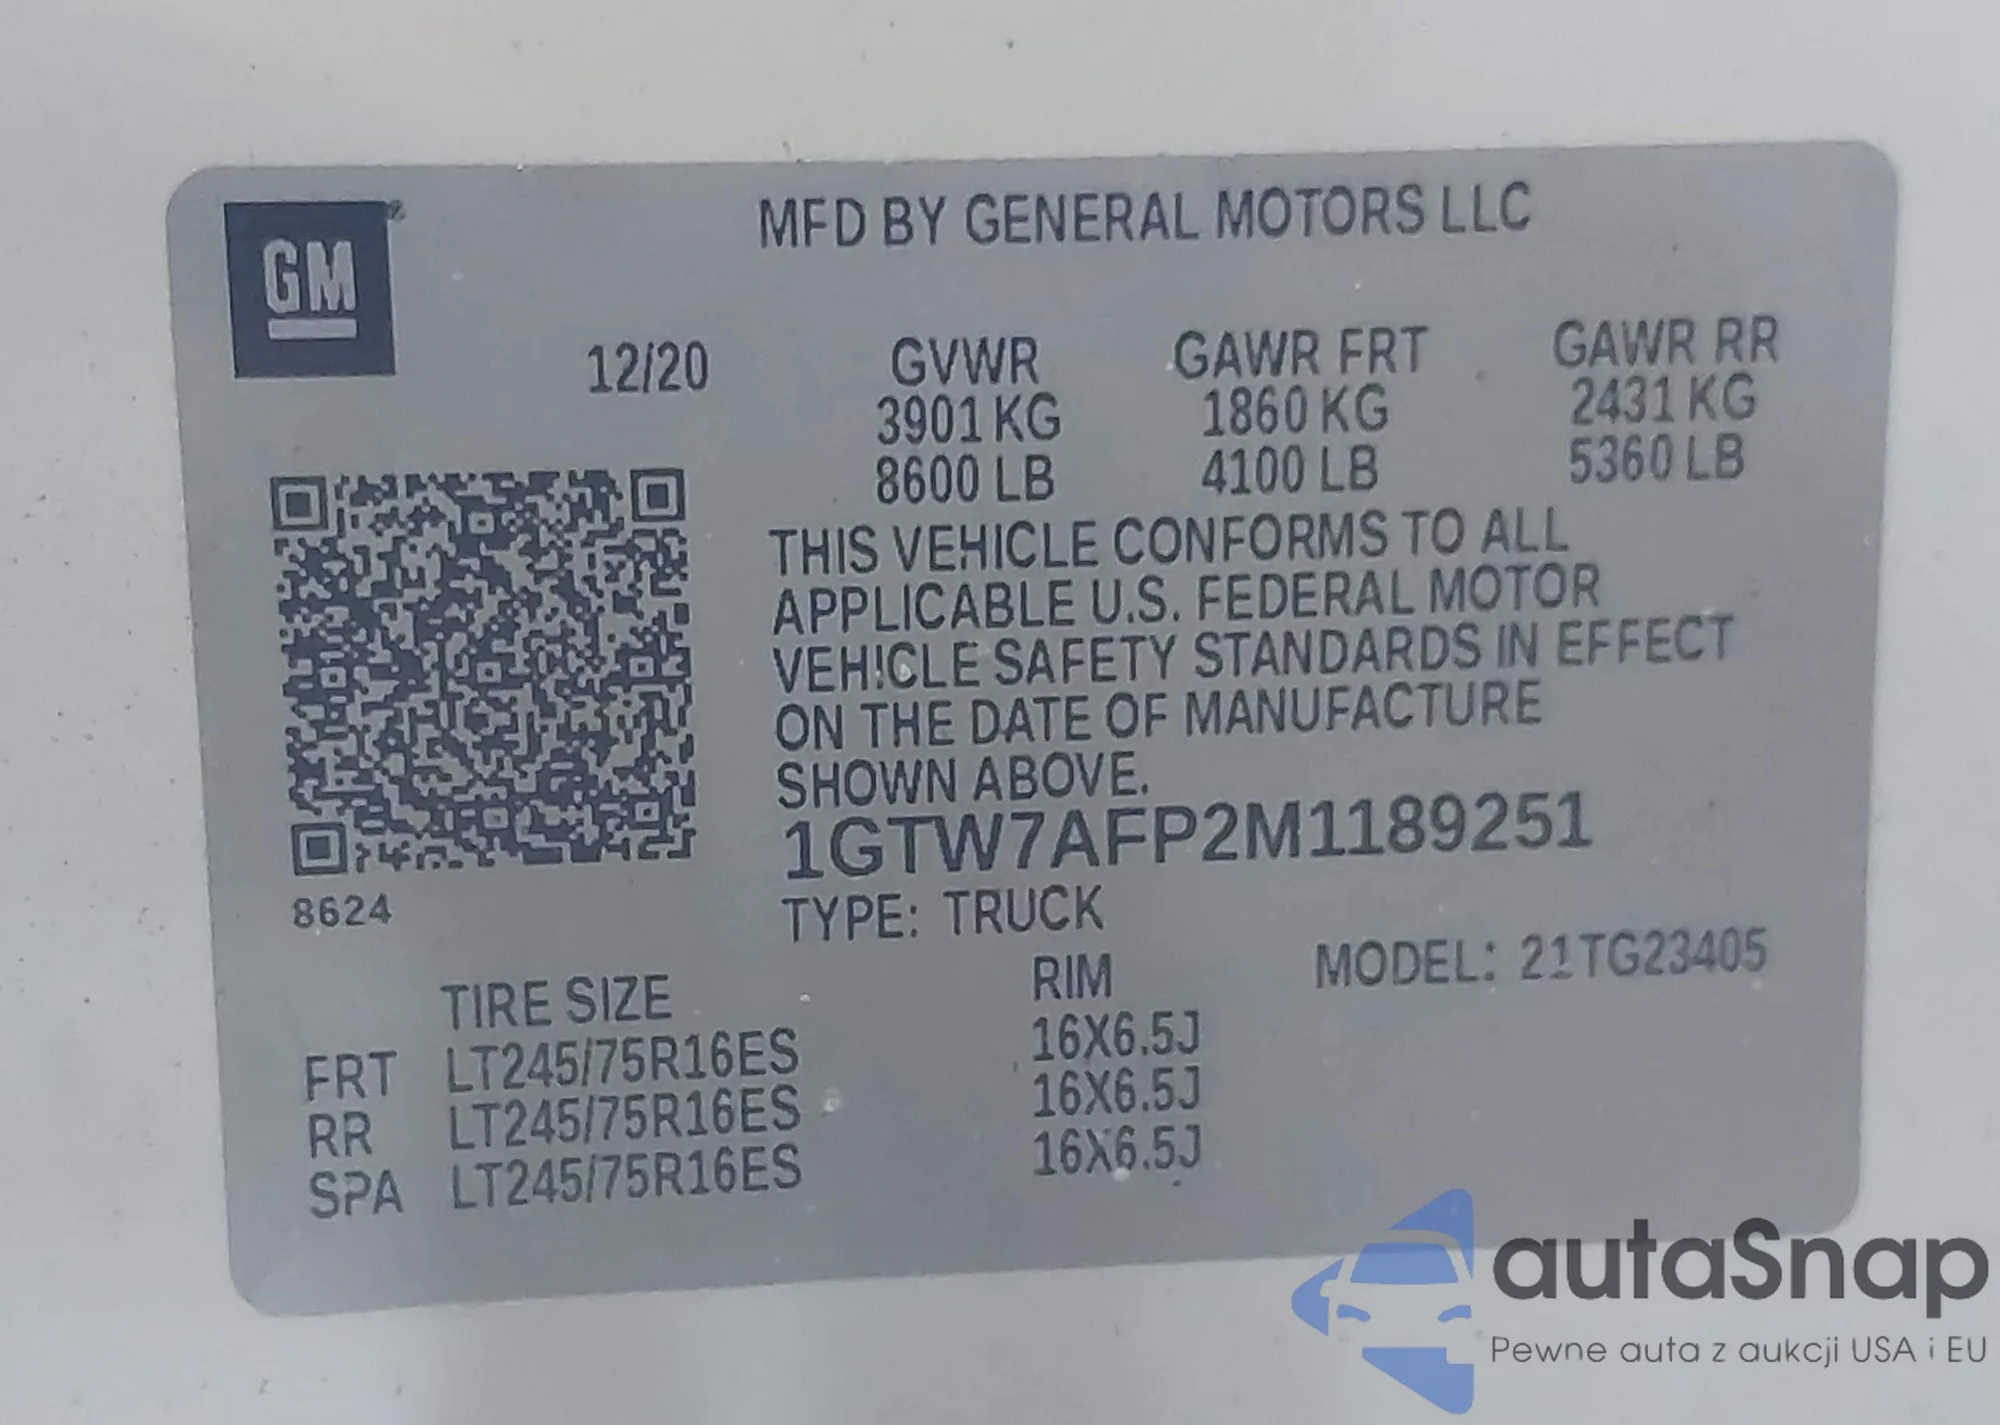 GM®
MFD BY GENERAL MOTORS LLC
12/20
GVWR GAWR FRT GAWR RR
3901 KG 1860 KG 2431 KG
8600 LB 4100 LB 5360 LB
THIS VEHICLE CONFORMS TO ALL
APPLICABLE U.S. FEDERAL MOTOR
VEHICLE SAFETY STANDARDS IN EFFECT
ON THE DATE OF MANUFACTURE
SHOWN ABOVE.
1GTW7AFP2M1189251
8624
TYPE: TRUCK
MODEL: 21TG23405
TIRE SIZE RIM
FRT LT245/75R16ES 16X6.5J
RR LT245/75R16ES 16X6.5J
SPA LT245/75R16ES 16X6.5J
autaSnap
Pewne auta z aukcji USA i EU